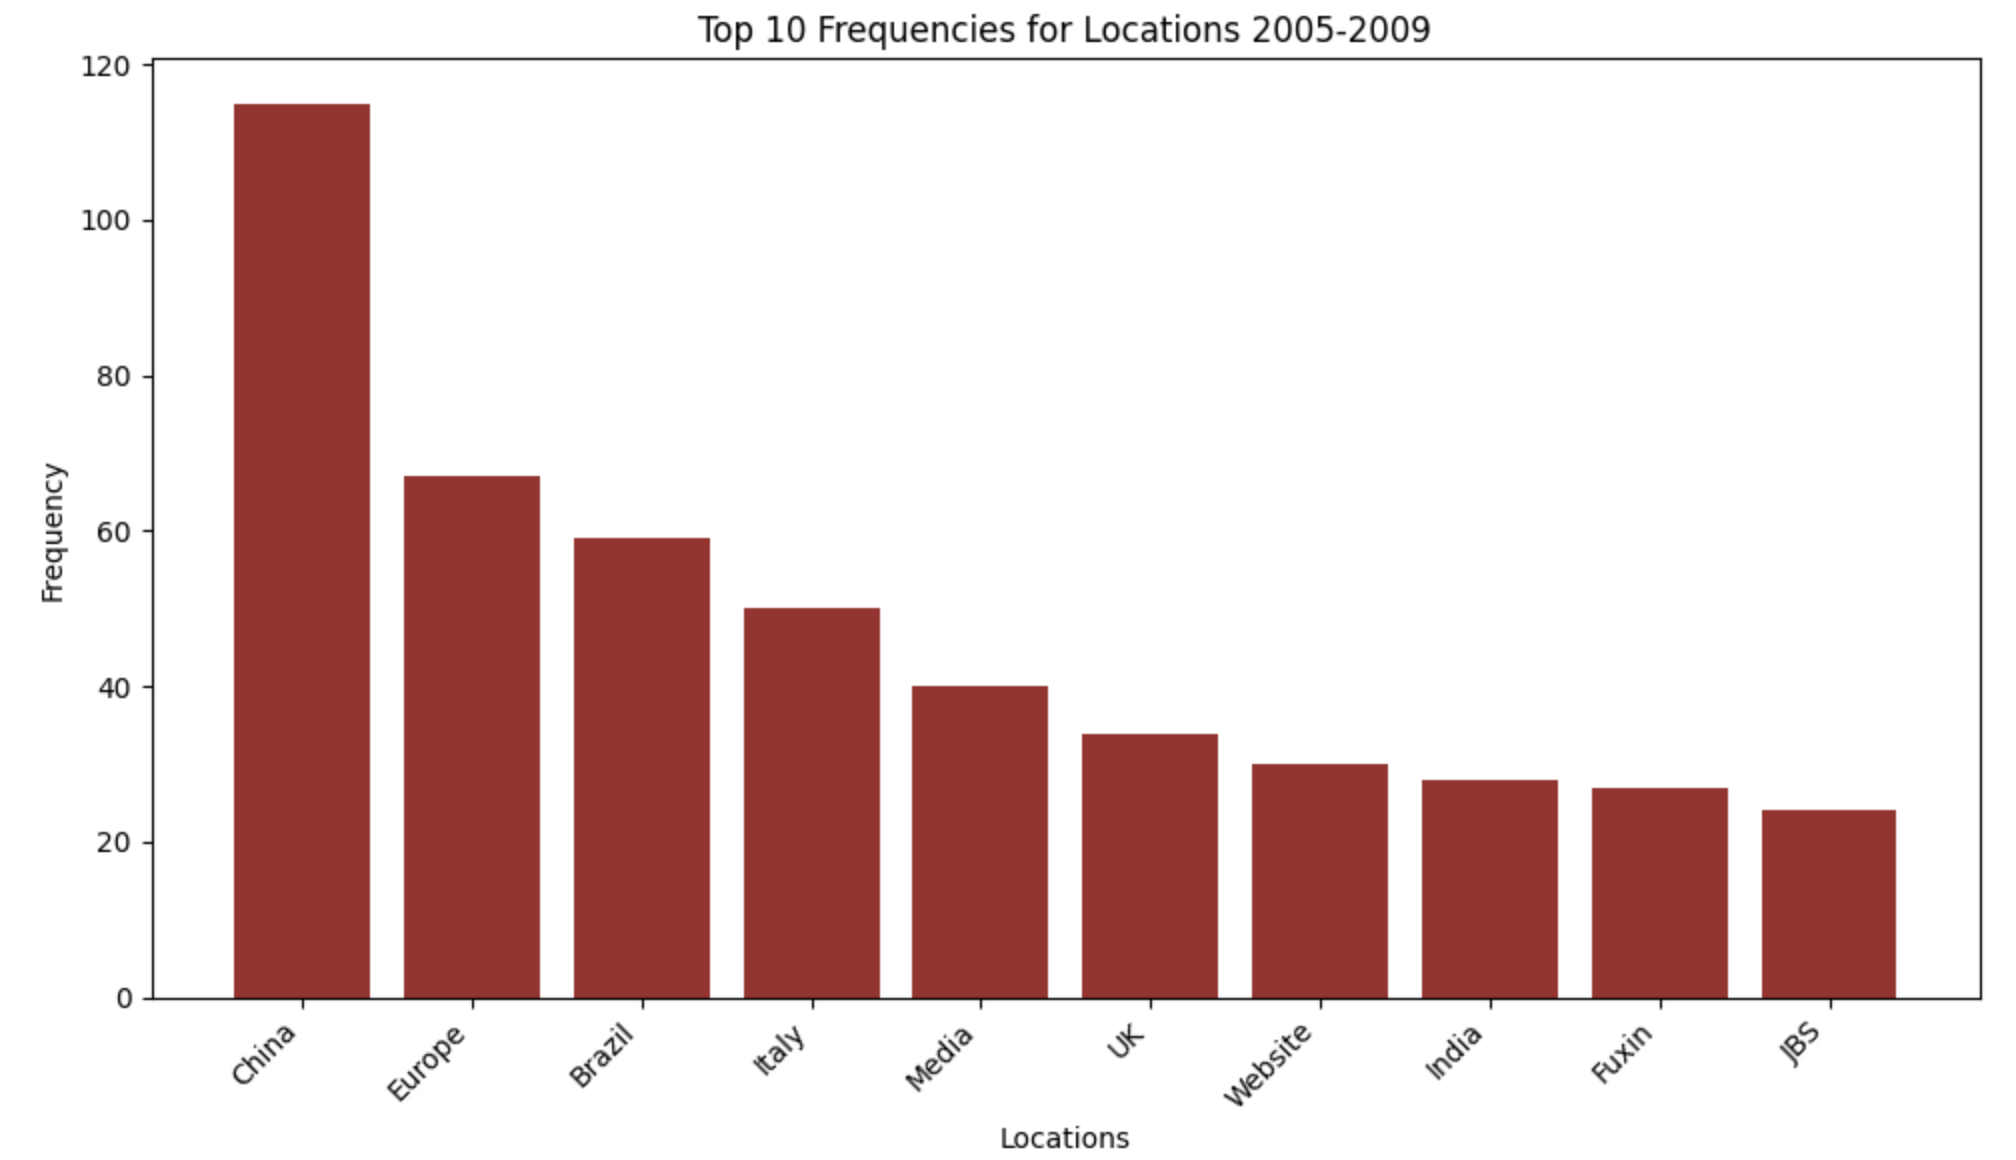 Top 10 Frequencies for Locations 2005-2009
120
100
80
60
40
20
0
Frequency
China
Europe
Brazil
Italy
Media
UK
Website
India
Fuxin
JBS
Locations